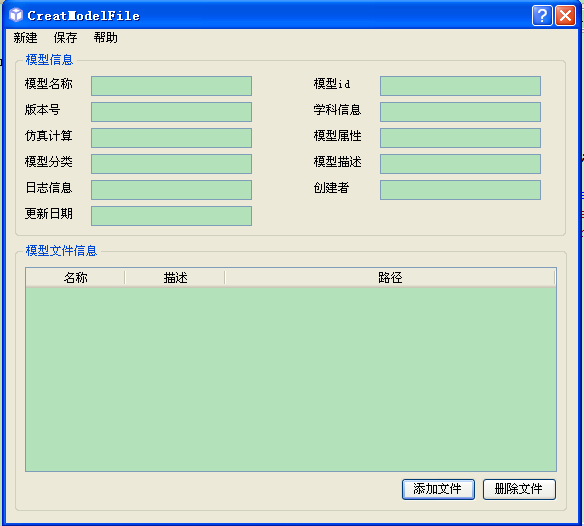 CreatModelFile
新建 保存 帮助
模型信息
模型名称 模型id
版本号 学科信息
仿真计算 模型属性
模型分类 模型描述
日志信息 创建者
更新日期
模型文件信息
名称 描述 路径
添加文件 删除文件